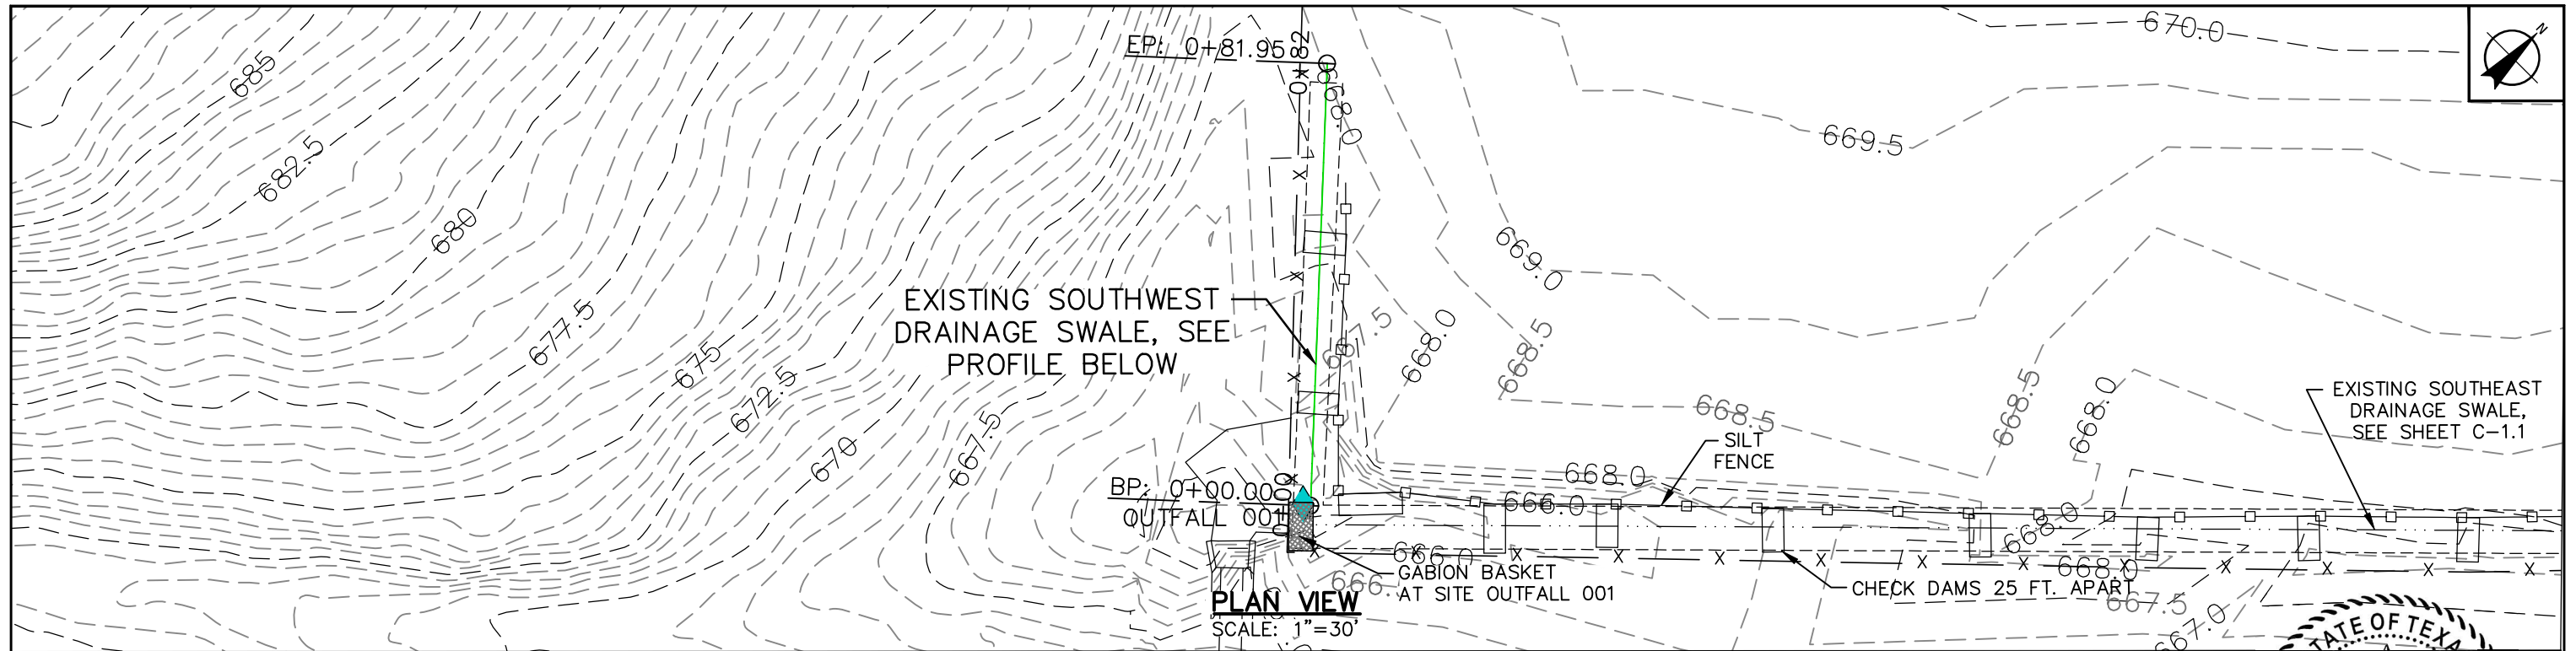 670.0
N
EP: 0+81.95
0+82
685
668.0
669.5
682.5
680
669.0
EXISTING SOUTHWEST
DRAINAGE SWALE, SEE
PROFILE BELOW
677.5
675
672.5
667.5
668.0
668.5
670
667.5
668.5
668.5
668.0
EXISTING SOUTHEAST
DRAINAGE SWALE,
SEE SHEET C-1.1
SILT
FENCE
668.0
BP: 0+00.00
OUTFALL 001
666.0
668.0
666.0
GABION BASKET
AT SITE OUTFALL 001
668.0
CHECK DAMS 25 FT. APART
667.5
667.0
PLAN VIEW
SCALE: 1"=30'